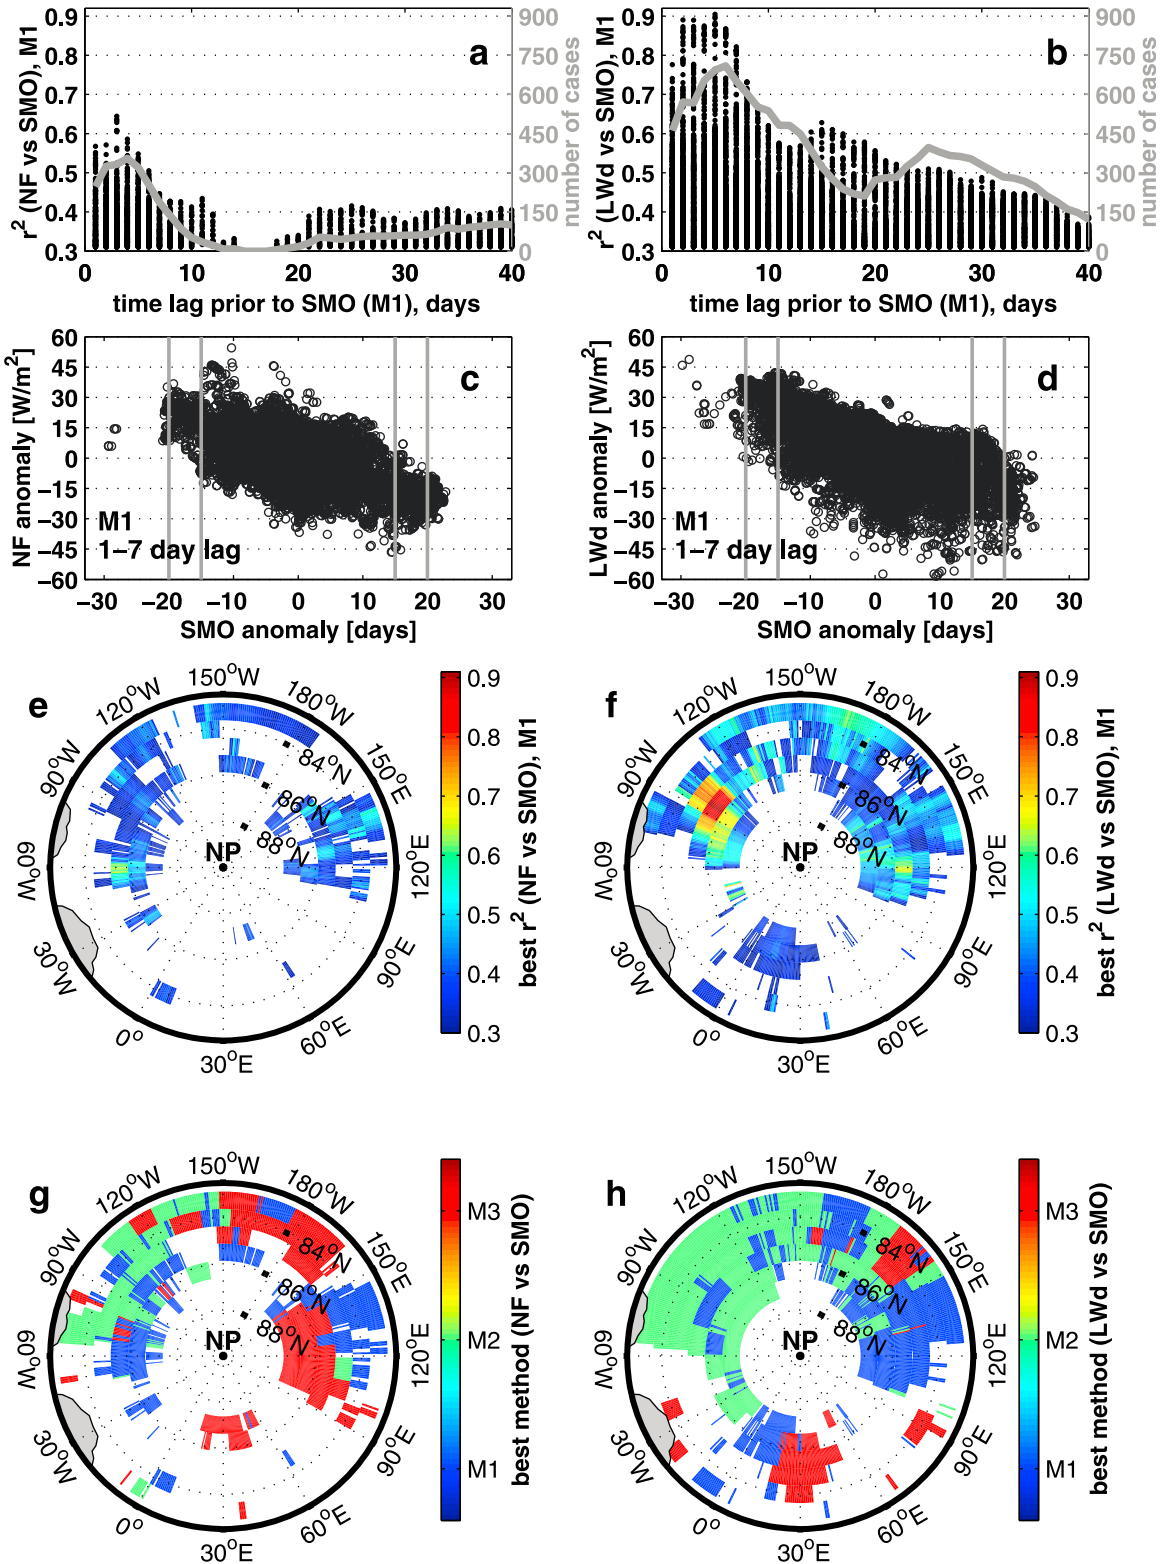 a
r² (NF vs SMO), M1
0.9
0.8
0.7
0.6
0.5
0.4
0.3
900
750
600
450
300
150
0
number of cases
0 10 20 30 40
time lag prior to SMO (M1), days
b
r² (LWd vs SMO), M1
0.9
0.8
0.7
0.6
0.5
0.4
0.3
900
750
600
450
300
150
0
number of cases
0 10 20 30 40
time lag prior to SMO (M1), days
c
NF anomaly [W/m²]
60
45
30
15
0
−15
−30
−45
−60
M1
1−7 day lag
−30 −20 −10 0 10 20 30
SMO anomaly [days]
d
LWd anomaly [W/m²]
60
45
30
15
0
−15
−30
−45
−60
M1
1−7 day lag
−30 −20 −10 0 10 20 30
SMO anomaly [days]
e
150°W
180°W
150°E
120°E
90°E
60°E
30°E
0°
30°W
60°W
90°W
120°W
84°N
86°N
88°N
NP
0.9
0.8
0.7
0.6
0.5
0.4
0.3
best r² (NF vs SMO), M1
f
150°W
180°W
150°E
120°E
90°E
60°E
30°E
0°
30°W
60°W
90°W
120°W
84°N
86°N
88°N
NP
0.9
0.8
0.7
0.6
0.5
0.4
0.3
best r² (LWd vs SMO), M1
g
150°W
180°W
150°E
120°E
90°E
60°E
30°E
0°
30°W
60°W
90°W
120°W
84°N
86°N
88°N
NP
M3
M2
M1
best method (NF vs SMO)
h
150°W
180°W
150°E
120°E
90°E
60°E
30°E
0°
30°W
60°W
90°W
120°W
84°N
86°N
88°N
NP
M3
M2
M1
best method (LWd vs SMO)